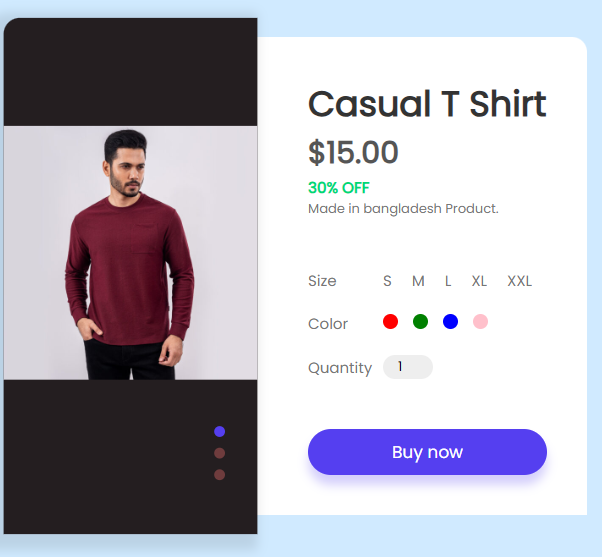 Casual T Shirt
$15.00
30% OFF
Made in bangladesh Product.
Size S M L XL XXL
Color
Quantity 1
Buy now